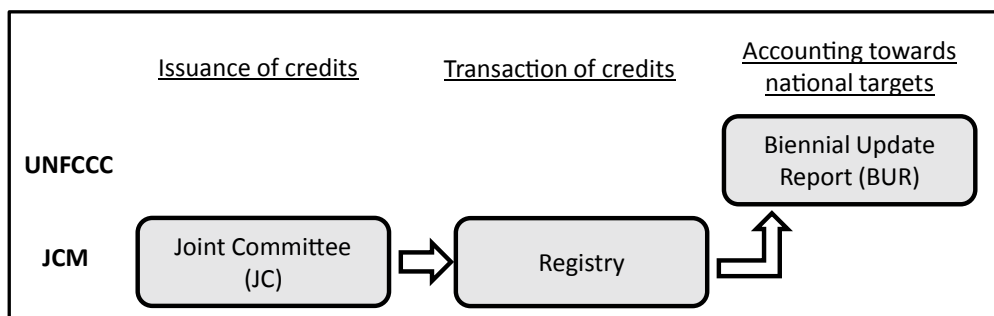 Issuance of credits
Transaction of credits
Accounting towards
national targets
UNFCCC
Biennial Update
Report (BUR)
JCM
Joint Committee
(JC)
Registry